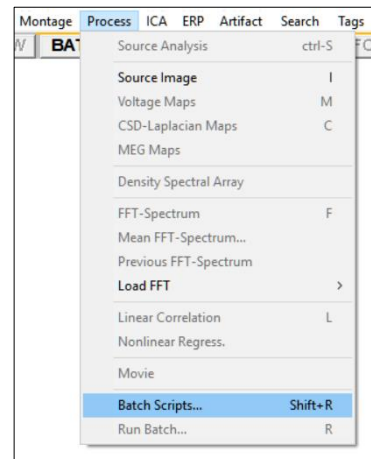 Montage Process ICA ERP Artifact Search Tags
BAT
Source Analysis ctrl-S
Source Image I
Voltage Maps M
CSD-Laplacian Maps C
MEG Maps
Density Spectral Array
FFT-Spectrum F
Mean FFT-Spectrum...
Previous FFT-Spectrum
Load FFT >
Linear Correlation L
Nonlinear Regress.
Movie
Batch Scripts... Shift+R
Run Batch... R